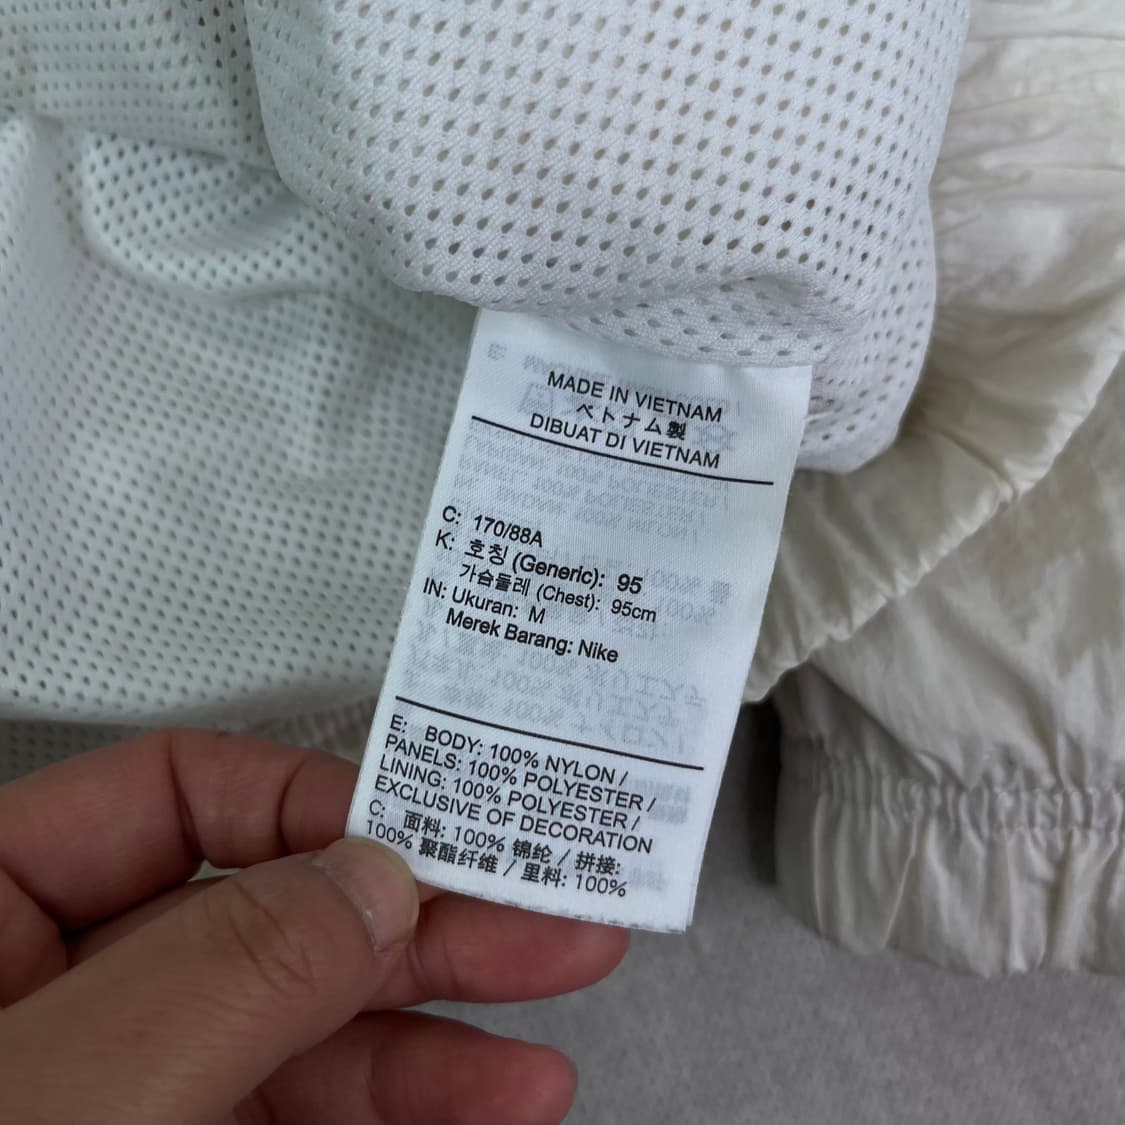 MADE IN VIETNAM
ベトナム製
DIBUAT DI VIETNAM
C: 170/88A
K: 호칭 (Generic): 95
가슴둘레 (Chest): 95cm
IN: Ukuran: M
Merek Barang: Nike
E: BODY: 100% NYLON /
PANELS: 100% POLYESTER /
LINING: 100% POLYESTER /
EXCLUSIVE OF DECORATION
C: 面料: 100% 锦纶 / 拼接:
100% 聚酯纤维 / 里料: 100%